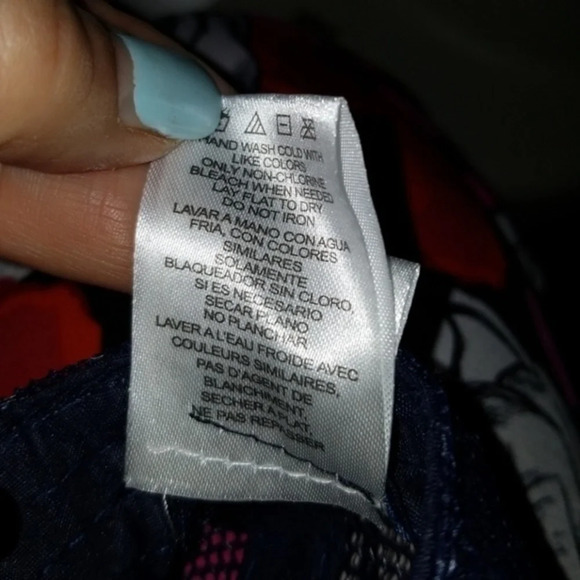 HAND WASH COLD WITH
LIKE COLORS
ONLY NON-CHLORINE
BLEACH WHEN NEEDED
LAY FLAT TO DRY
DO NOT IRON
LAVAR A MANO CON AGUA
FRIA, CON COLORES
SIMILARES
SOLAMENTE
BLAQUEADOR SIN CLORO,
SI ES NECESARIO
SECAR PLANO
NO PLANCHAR
LAVER A L'EAU FROIDE AVEC
COULEURS SIMILAIRES,
PAS D'AGENT DE
BLANCHIMENT,
SECHER A PLAT,
NE PAS REPASSER